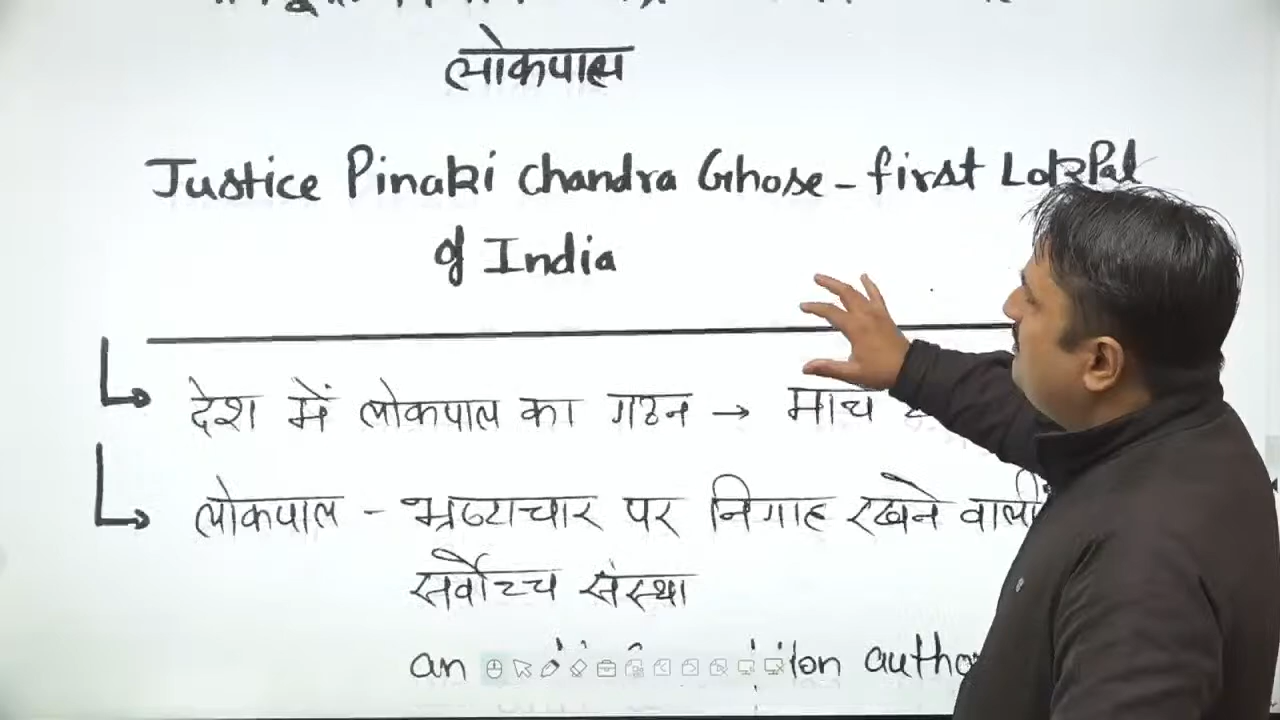 लोकपाल
Justice Pinaki Chandra Ghose - first LokPal
of India
देश में लोकपाल का गठन → मार्च
लोकपाल - भ्रष्टाचार पर निगाह रखने वाली
सर्वोच्च संस्था
an